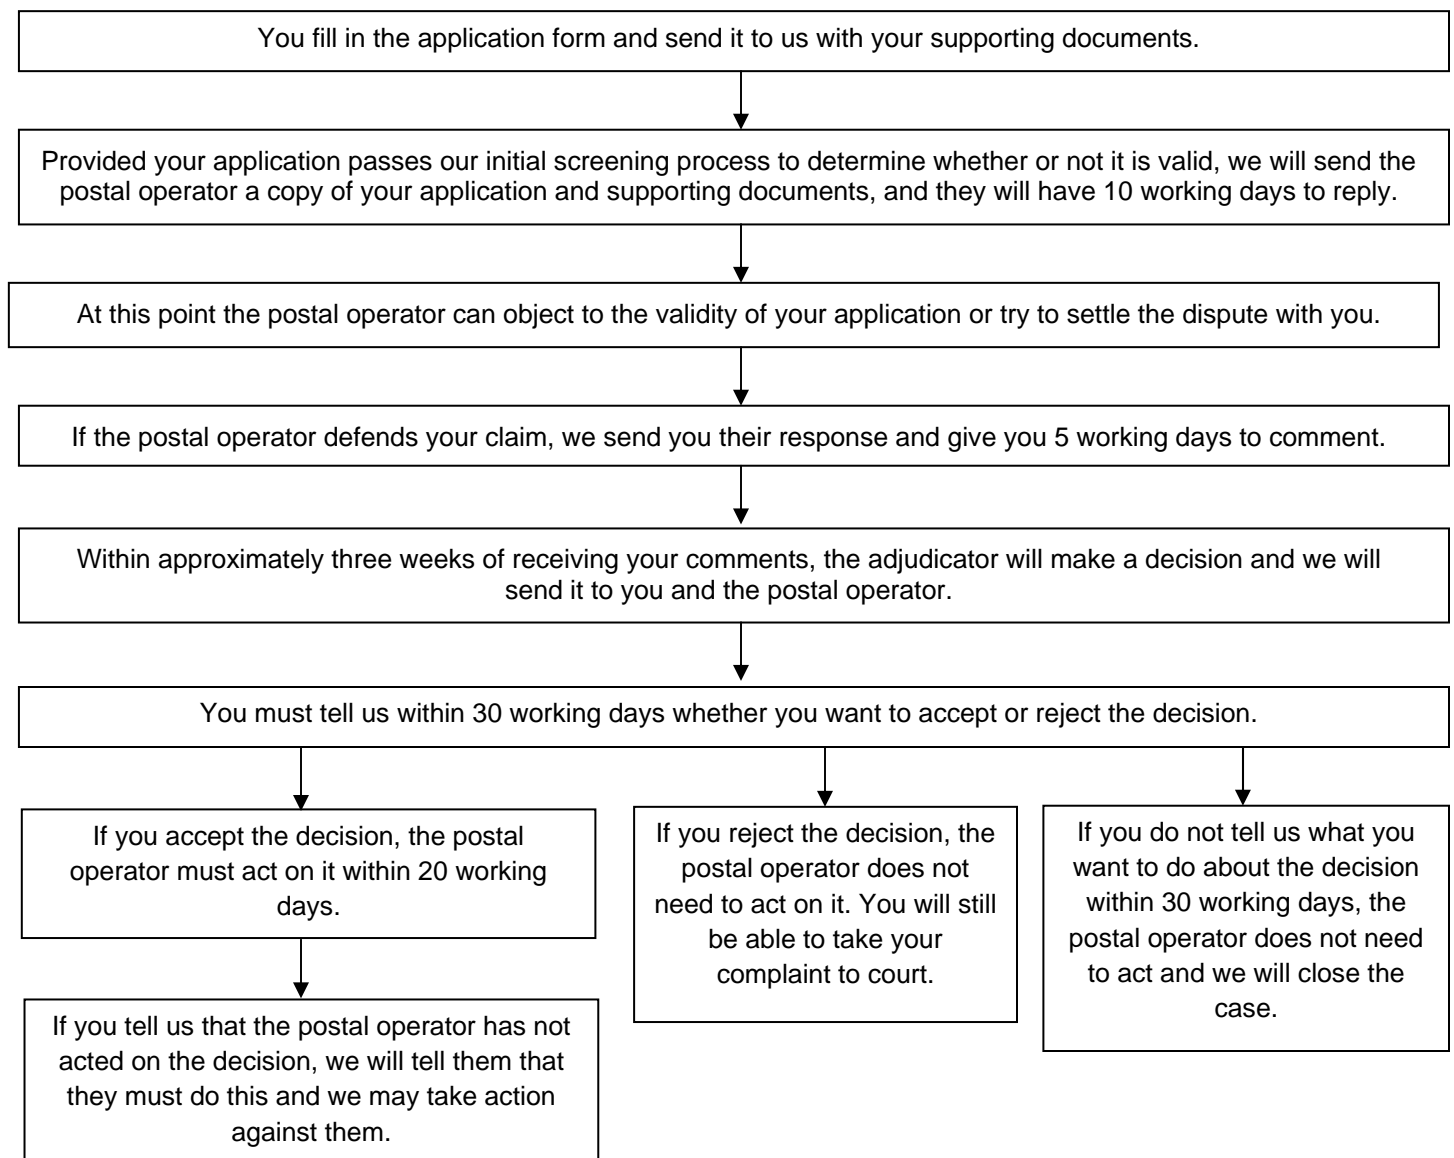 You fill in the application form and send it to us with your supporting documents.
Provided your application passes our initial screening process to determine whether or not it is valid, we will send the
postal operator a copy of your application and supporting documents, and they will have 10 working days to reply.
At this point the postal operator can object to the validity of your application or try to settle the dispute with you.
If the postal operator defends your claim, we send you their response and give you 5 working days to comment.
Within approximately three weeks of receiving your comments, the adjudicator will make a decision and we will
send it to you and the postal operator.
You must tell us within 30 working days whether you want to accept or reject the decision.
If you accept the decision, the postal
operator must act on it within 20 working
days.
If you tell us that the postal operator has not
acted on the decision, we will tell them that
they must do this and we may take action
against them.
If you reject the decision, the
postal operator does not
need to act on it. You will still
be able to take your
complaint to court.
If you do not tell us what you
want to do about the decision
within 30 working days, the
postal operator does not need
to act and we will close the
case.